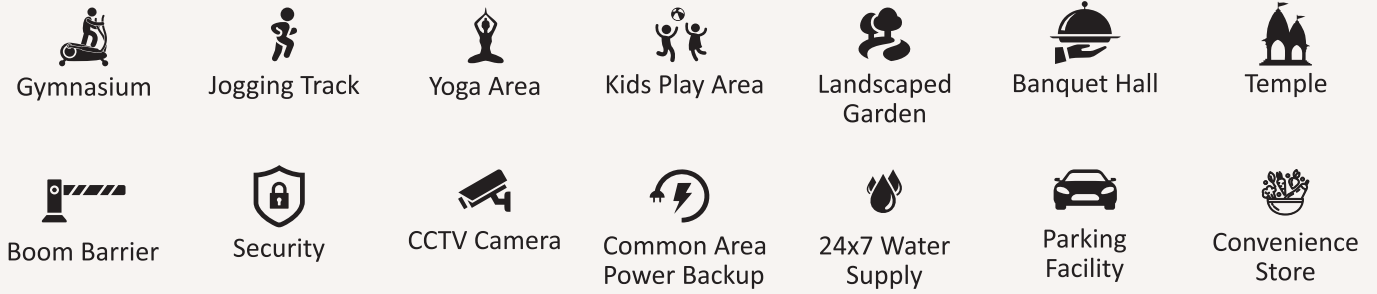 Gymnasium
Jogging Track
Yoga Area
Kids Play Area
Landscaped
Garden
Banquet Hall
Temple
Boom Barrier
Security
CCTV Camera
Common Area
Power Backup
24x7 Water
Supply
Parking
Facility
Convenience
Store